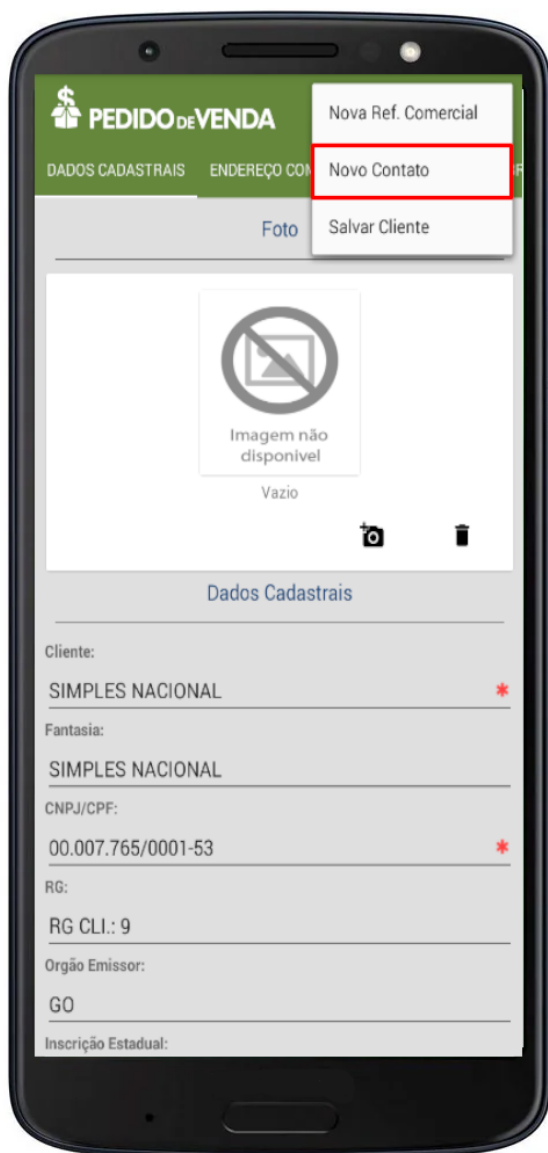 PEDIDO DE VENDA
Nova Ref. Comercial
DADOS CADASTRAIS ENDEREÇO
Novo Contato
Foto
Salvar Cliente
Imagem não
disponivel
Vazio
Dados Cadastrais
Cliente:
SIMPLES NACIONAL *
Fantasia:
SIMPLES NACIONAL
CNPJ/CPF:
00.007.765/0001-53 *
RG:
RG CLI.: 9
Orgão Emissor:
GO
Inscrição Estadual: